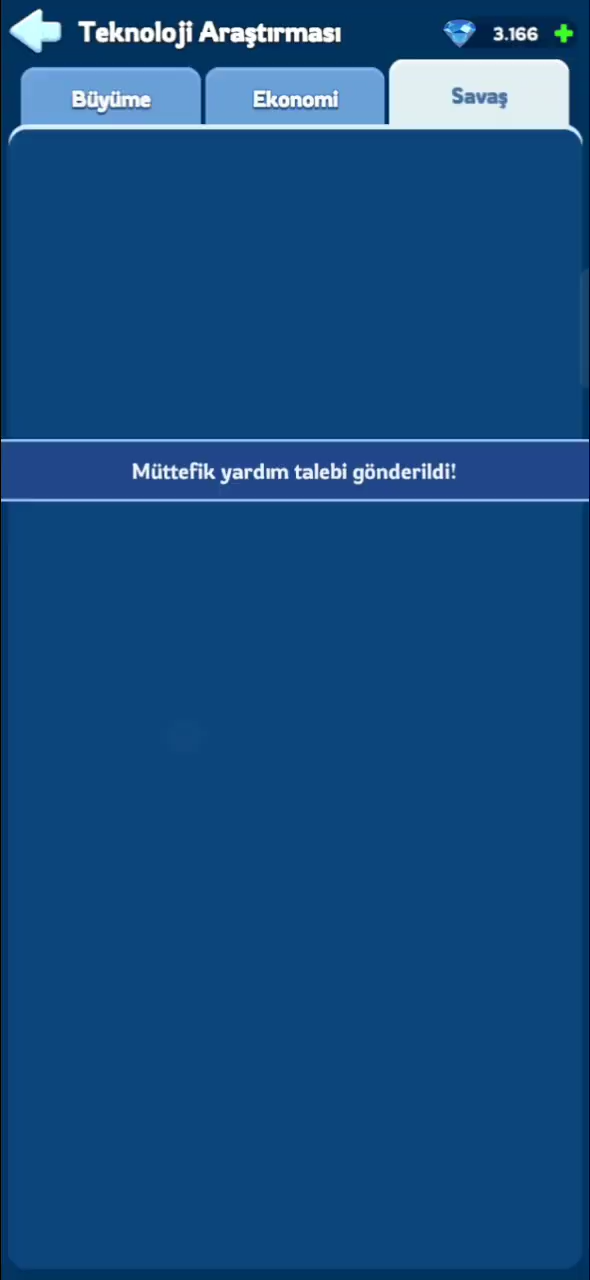 Teknoloji Araştırması
3.166
Büyüme
Ekonomi
Savaş
Müttefik yardım talebi gönderildi!